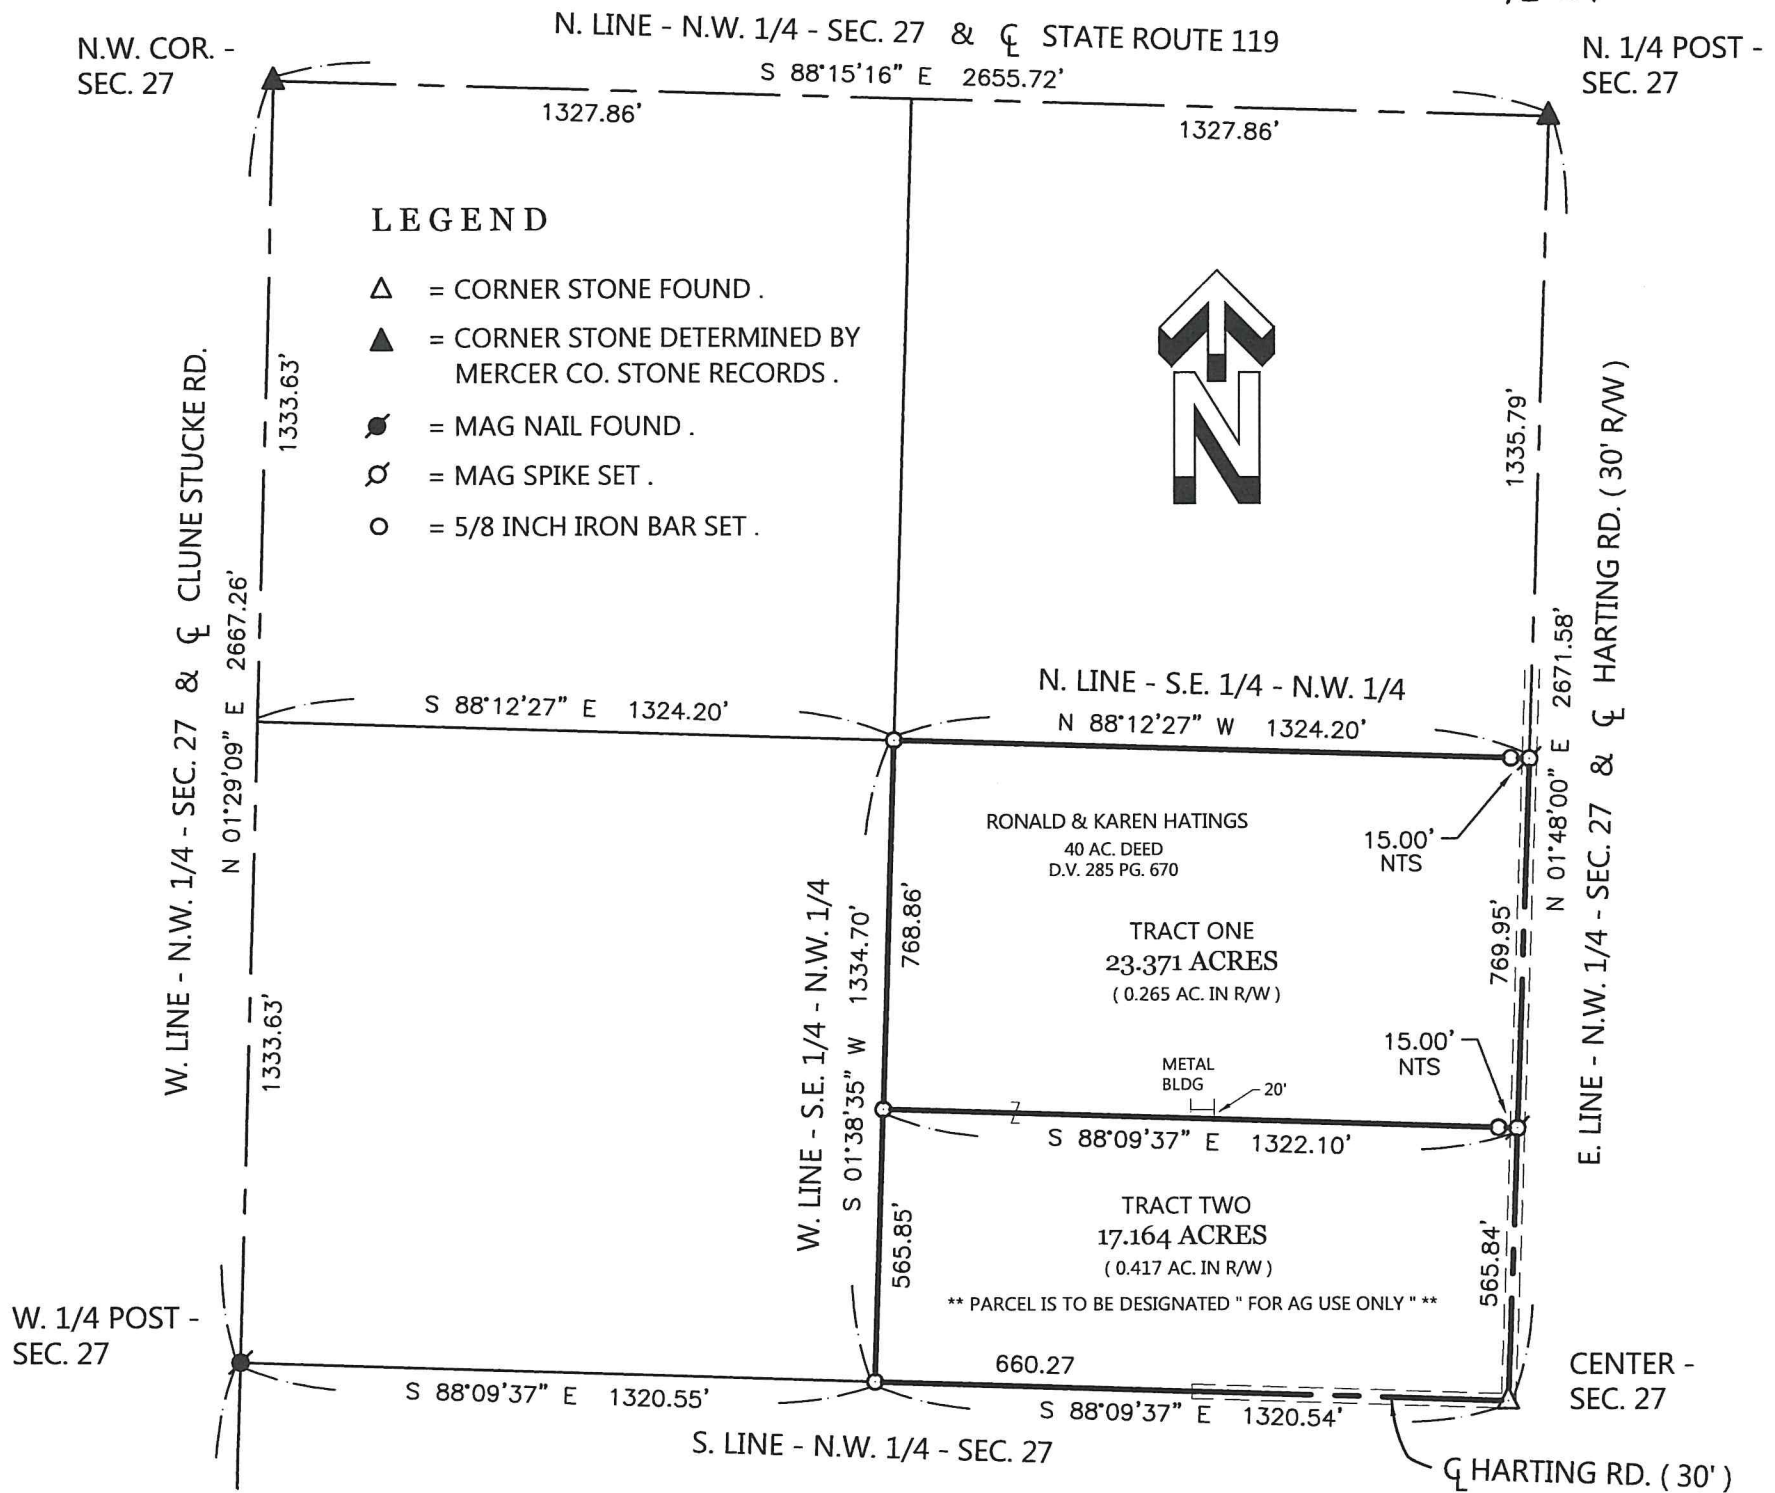 N. LINE - N.W. 1/4 - SEC. 27 & ℄ STATE ROUTE 119
S 88°15'16" E 2655.72'
N.W. COR. -
SEC. 27
N. 1/4 POST -
SEC. 27
1327.86'
1327.86'
LEGEND
△ = CORNER STONE FOUND .
▲ = CORNER STONE DETERMINED BY
MERCER CO. STONE RECORDS .
= MAG NAIL FOUND .
= MAG SPIKE SET .
= 5/8 INCH IRON BAR SET .
N
W. LINE - N.W. 1/4 - SEC. 27 & ℄ CLUNE STUCKE RD.
N 01°29'09" E 2667.26'
1333.63'
1333.63'
1335.79'
E. LINE - N.W. 1/4 - SEC. 27 & ℄ HARTING RD. ( 30' R/W )
N 01°48'00" E 2671.58'
S 88°12'27" E 1324.20'
N. LINE - S.E. 1/4 - N.W. 1/4
N 88°12'27" W 1324.20'
RONALD & KAREN HATINGS
40 AC. DEED
D.V. 285 PG. 670
15.00'
NTS
W. LINE - S.E. 1/4 - N.W. 1/4
S 01°38'35" W 1334.70'
768.86'
TRACT ONE
23.371 ACRES
( 0.265 AC. IN R/W )
769.95'
15.00'
NTS
METAL
BLDG
20'
S 88°09'37" E 1322.10'
565.85'
TRACT TWO
17.164 ACRES
( 0.417 AC. IN R/W )
** PARCEL IS TO BE DESIGNATED " FOR AG USE ONLY " **
565.84'
W. 1/4 POST -
SEC. 27
660.27
CENTER -
SEC. 27
S 88°09'37" E 1320.55'
S 88°09'37" E 1320.54'
S. LINE - N.W. 1/4 - SEC. 27
℄ HARTING RD. ( 30' )